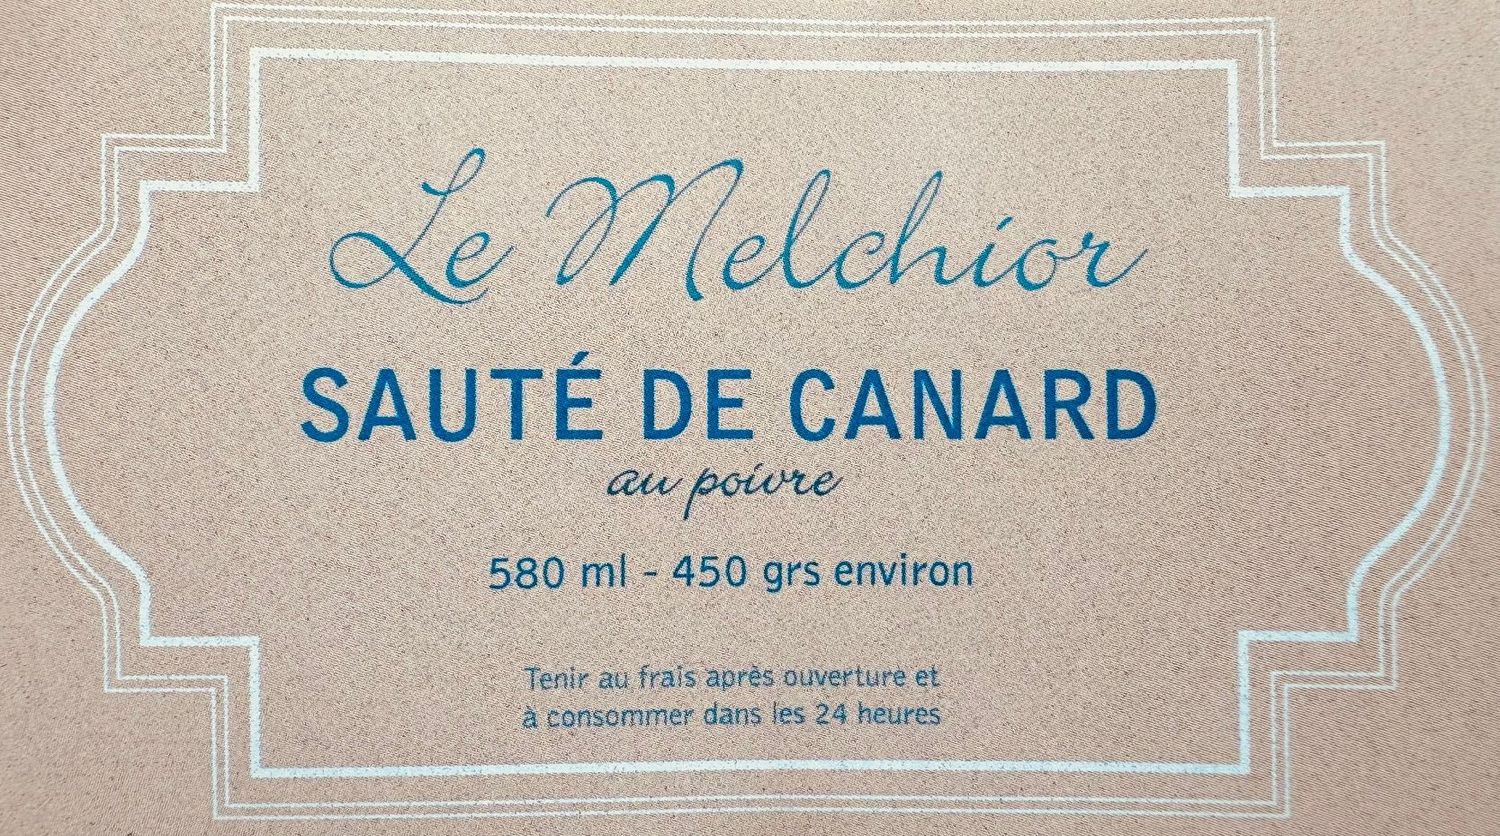 Le Melchior
SAUTÉ DE CANARD
au poivre
580 ml - 450 grs environ
Tenir au frais après ouverture et
à consommer dans les 24 heures